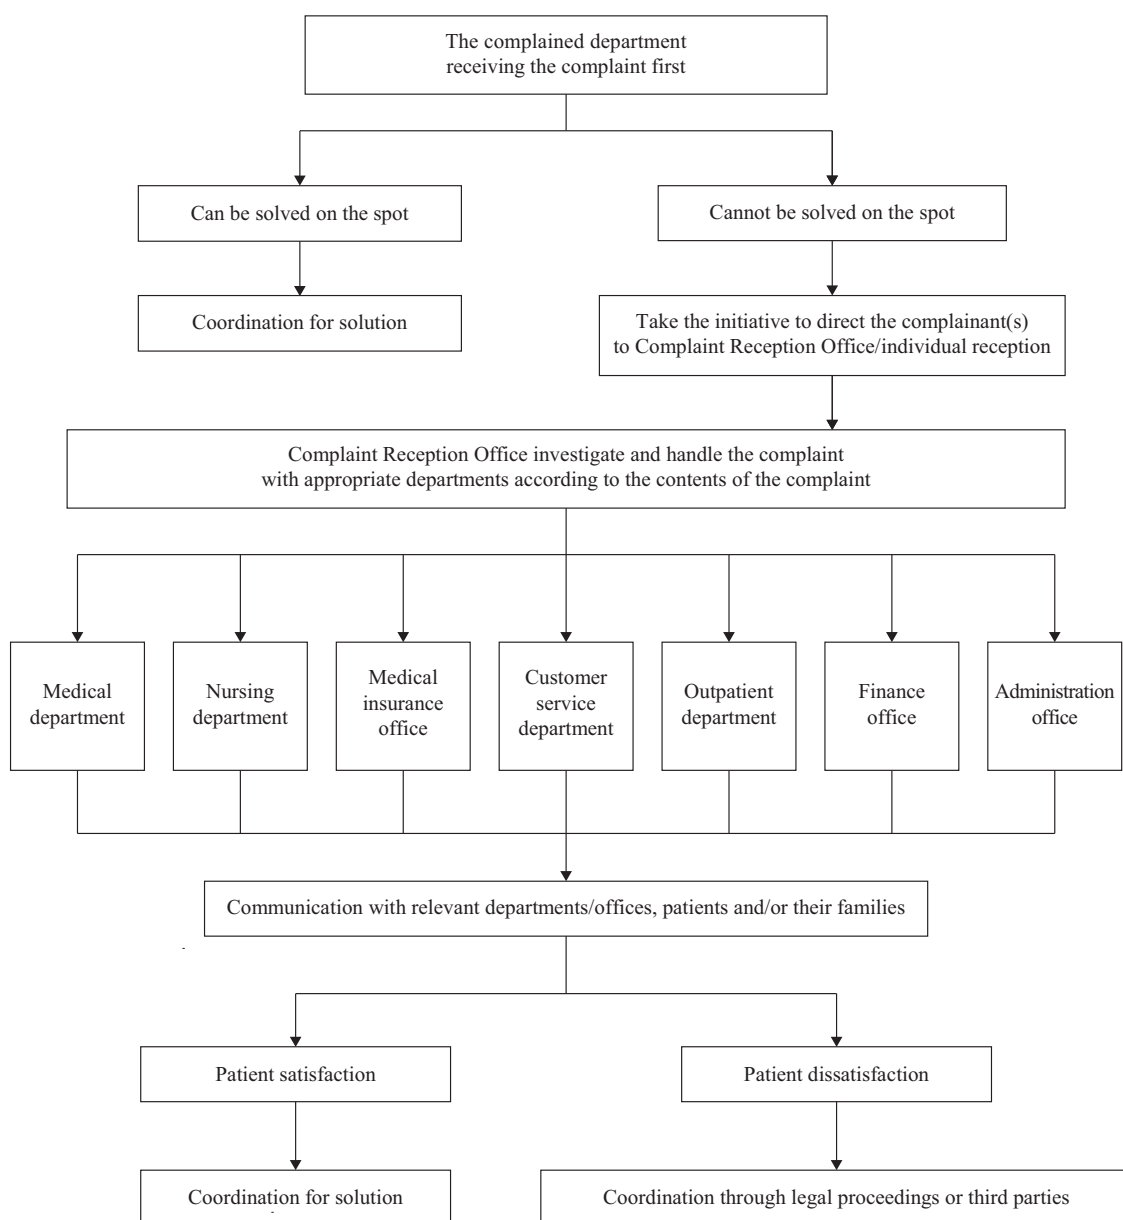 The complained department
receiving the complaint first
Can be solved on the spot
Cannot be solved on the spot
Coordination for solution
Take the initiative to direct the complainant(s)
to Complaint Reception Office/individual reception
Complaint Reception Office investigate and handle the complaint
with appropriate departments according to the contents of the complaint
Medical
department
Nursing
department
Medical
insurance
office
Customer
service
department
Outpatient
department
Finance
office
Administration
office
Communication with relevant departments/offices, patients and/or their families
Patient satisfaction
Patient dissatisfaction
Coordination for solution
Coordination through legal proceedings or third parties